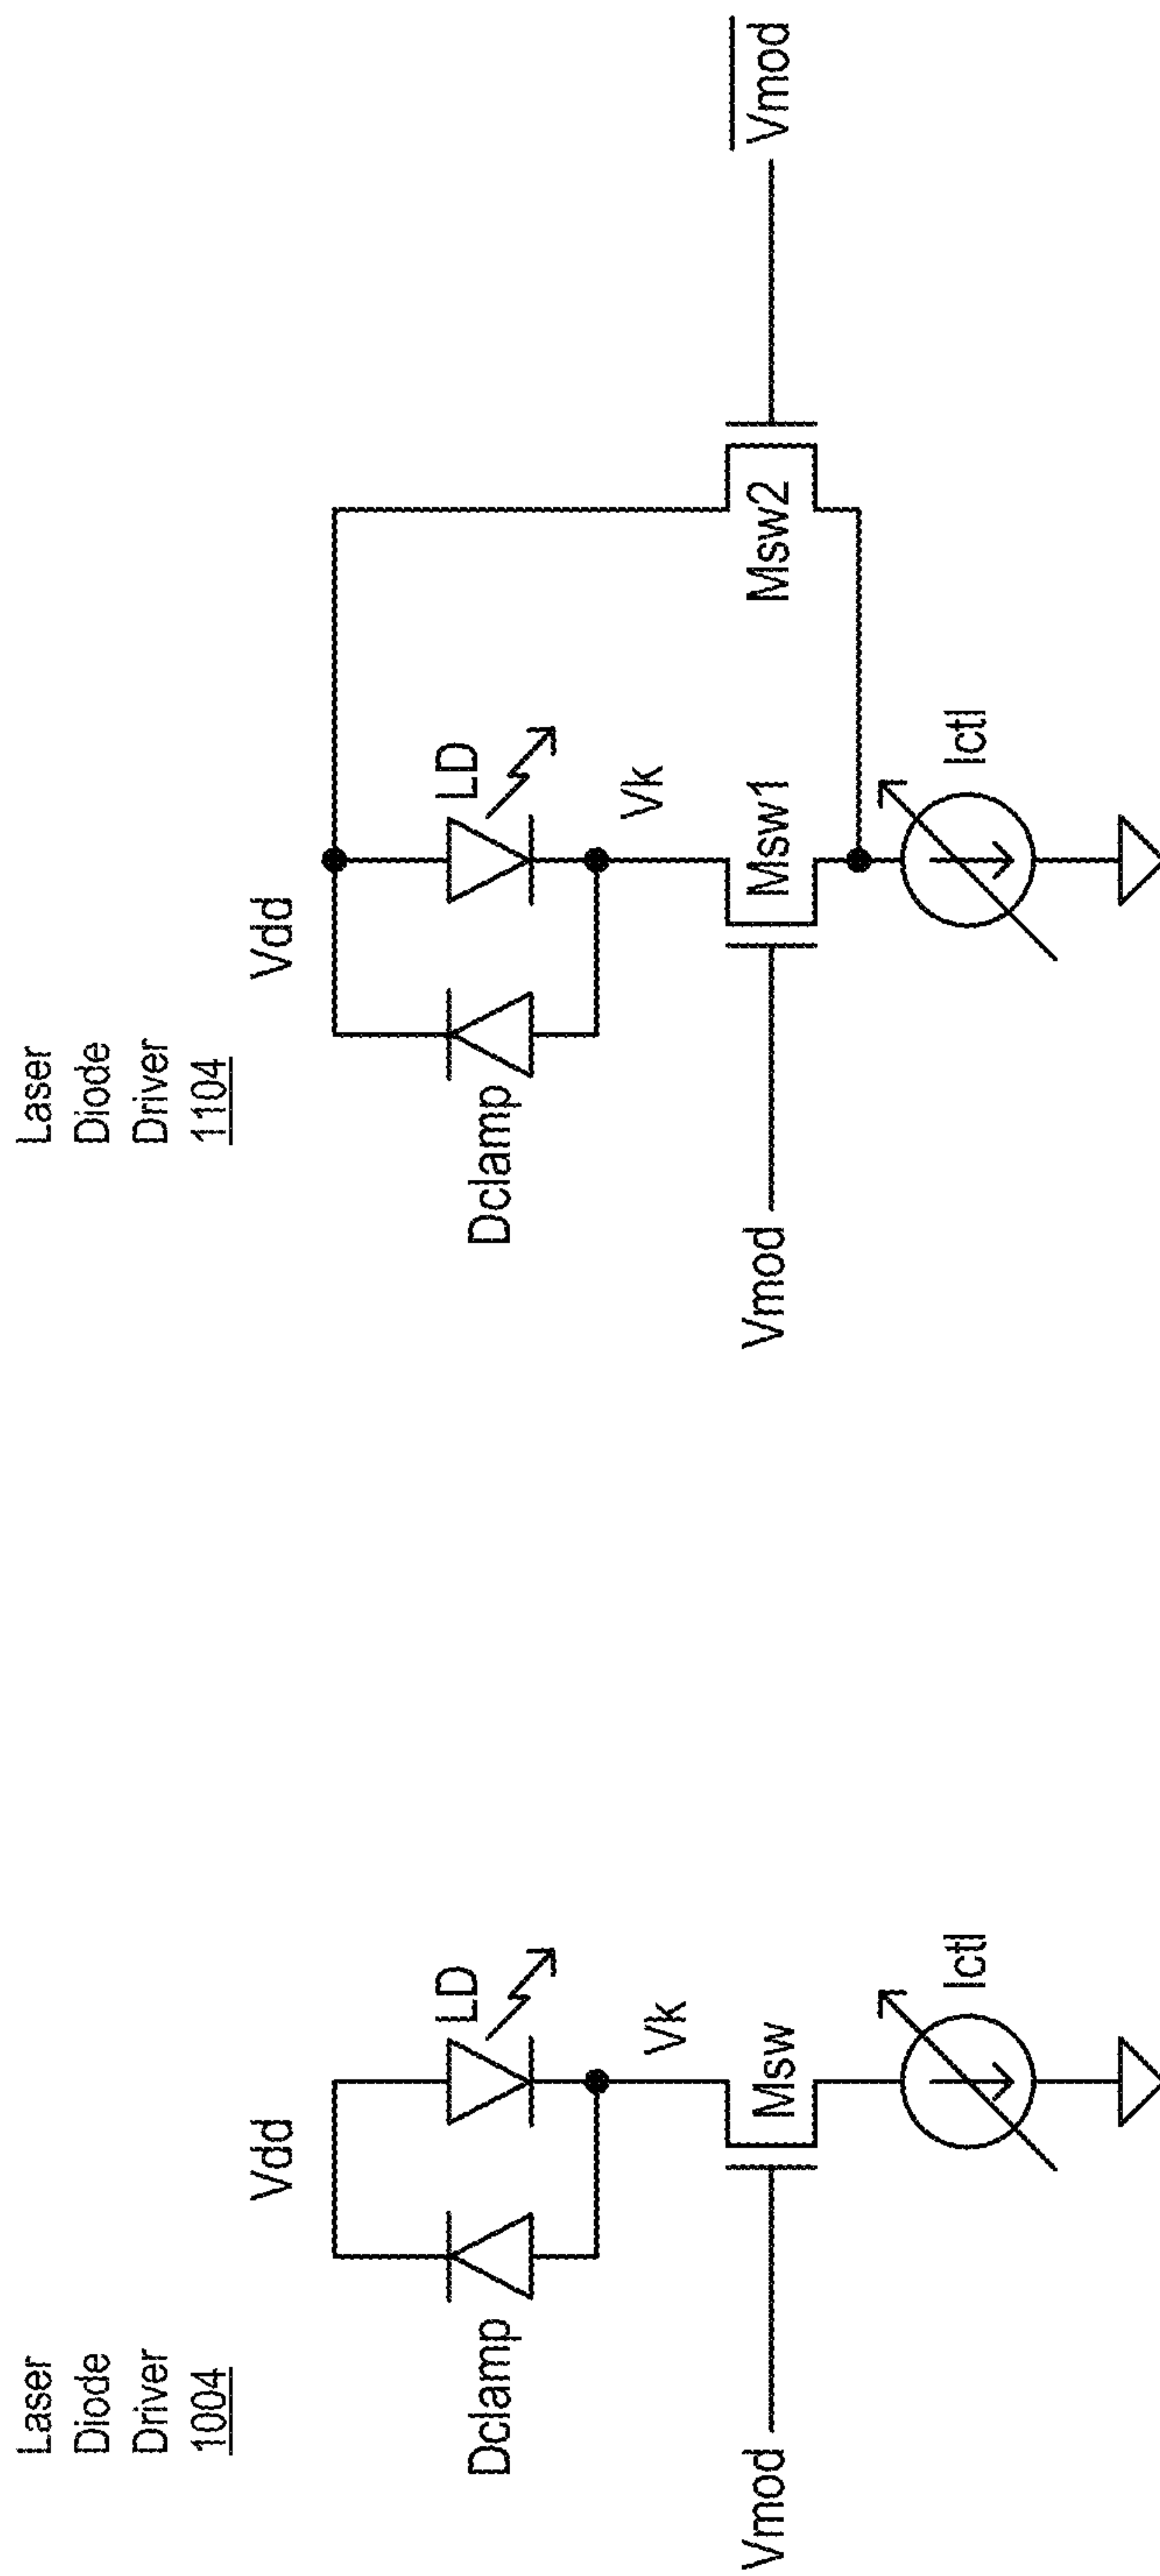 Laser
Diode
Driver
1004
Vdd
LD
Dclamp
Vk
Vmod
Msw
Ictl
Laser
Diode
Driver
1104
Vdd
LD
Dclamp
Vk
Vmod
Msw1
Msw2
Vmod
Ictl